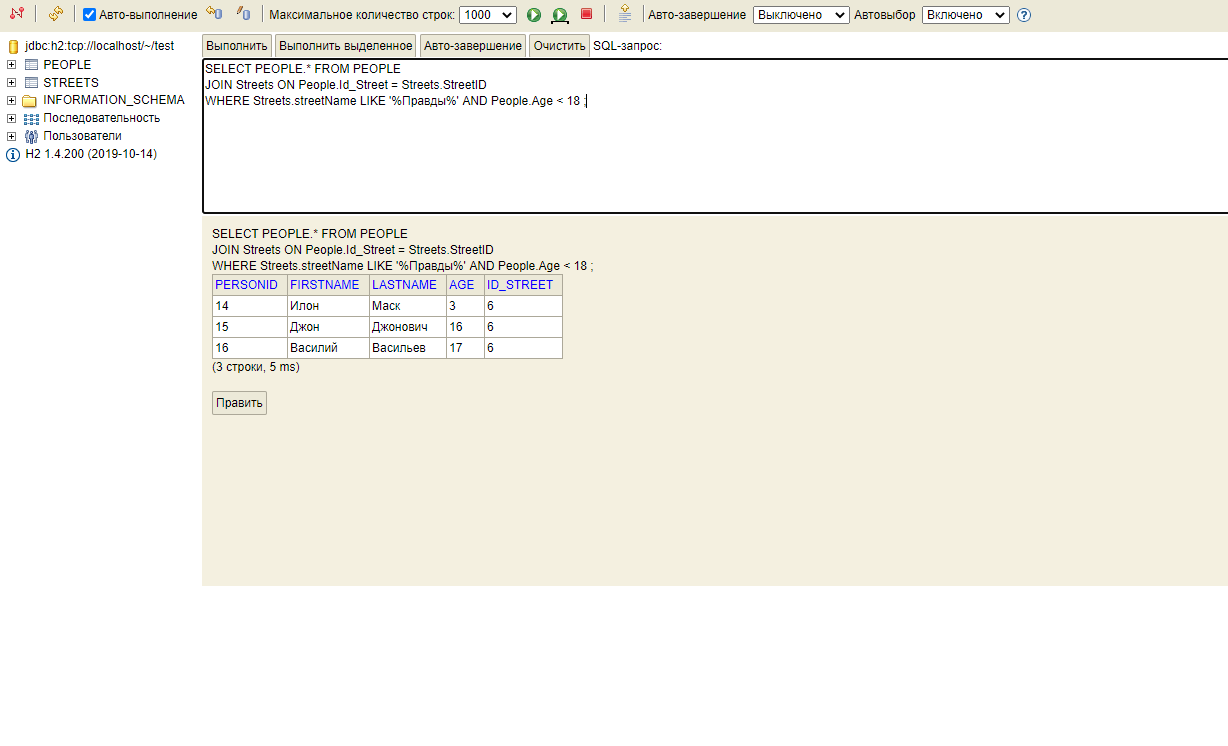 Авто-выполнение Максимальное количество строк: 1000 Авто-завершение Выключено Автовыбор Включено ?
jdbc:h2:tcp://localhost/~/test
PEOPLE
STREETS
INFORMATION_SCHEMA
Последовательность
Пользователи
H2 1.4.200 (2019-10-14)
Выполнить Выполнить выделенное Авто-завершение Очистить SQL-запрос:
SELECT PEOPLE.* FROM PEOPLE
JOIN Streets ON People.Id_Street = Streets.StreetID
WHERE Streets.streetName LIKE '%Правды%' AND People.Age < 18 ;
SELECT PEOPLE.* FROM PEOPLE
JOIN Streets ON People.Id_Street = Streets.StreetID
WHERE Streets.streetName LIKE '%Правды%' AND People.Age < 18 ;
PERSONID FIRSTNAME LASTNAME AGE ID_STREET
14 Илон Маск 3 6
15 Джон Джонович 16 6
16 Василий Васильев 17 6
(3 строки, 5 ms)
Править